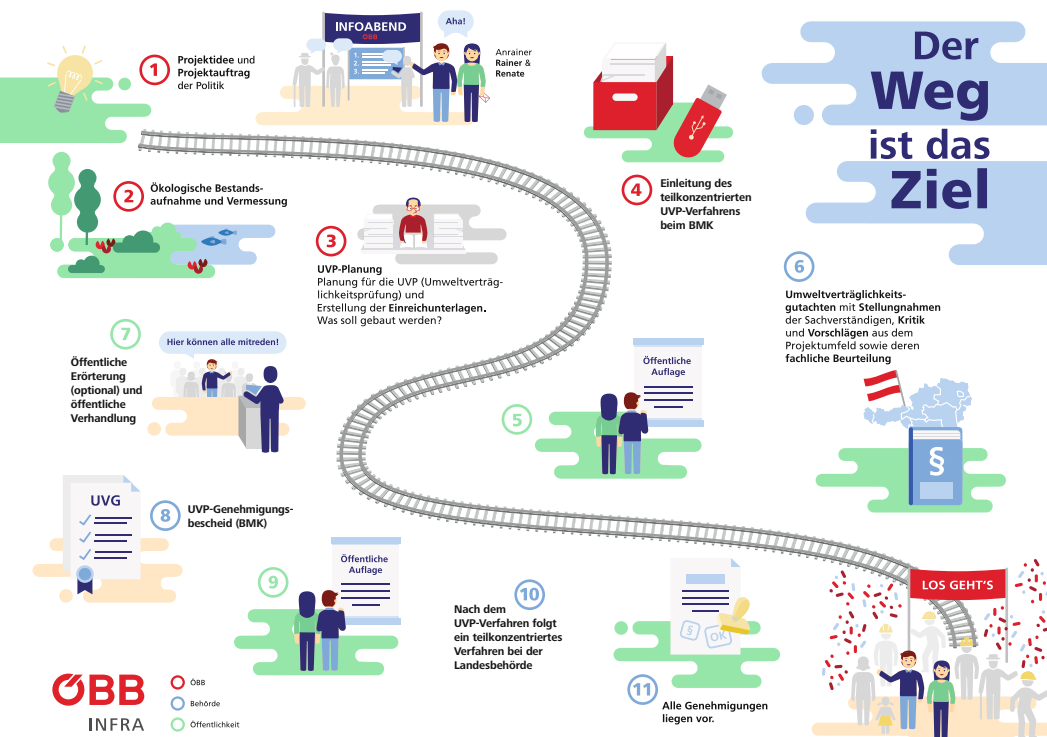 Der
Weg
ist das
Ziel
1
Projektidee und
Projektauftrag
der Politik
INFOABEND
ÖBB
1.
2.
3.
Aha!
Anrainer
Rainer &
Renate
2
Ökologische Bestands-
aufnahme und Vermessung
3
UVP-Planung
Planung für die UVP (Umweltverträg-
lichkeitsprüfung) und
Erstellung der Einreichunterlagen.
Was soll gebaut werden?
4
Einleitung des
teilkonzentrierten
UVP-Verfahrens
beim BMK
5
Öffentliche
Auflage
6
Umweltverträglichkeits-
gutachten mit Stellungnahmen
der Sachverständigen, Kritik
und Vorschlägen aus dem
Projektumfeld sowie deren
fachliche Beurteilung
§
7
Öffentliche
Erörterung
(optional) und
öffentliche
Verhandlung
Hier können alle mitreden!
UVG
8
UVP-Genehmigungs-
bescheid (BMK)
9
Öffentliche
Auflage
10
Nach dem
UVP-Verfahren folgt
ein teilkonzentriertes
Verfahren bei der
Landesbehörde
§
OK
11
Alle Genehmigungen
liegen vor.
LOS GEHT'S
ÖBB
INFRA
ÖBB
Behörde
Öffentlichkeit